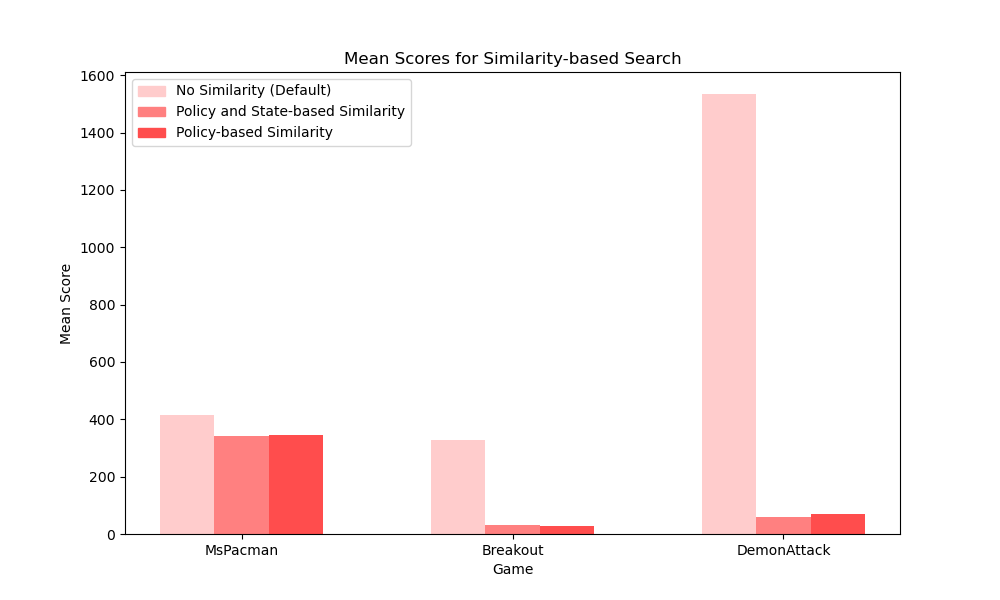 Mean Scores for Similarity-based Search
No Similarity (Default)
Policy and State-based Similarity
Policy-based Similarity
1600
1400
1200
1000
800
600
400
200
0
Mean Score
MsPacman
Breakout
DemonAttack
Game